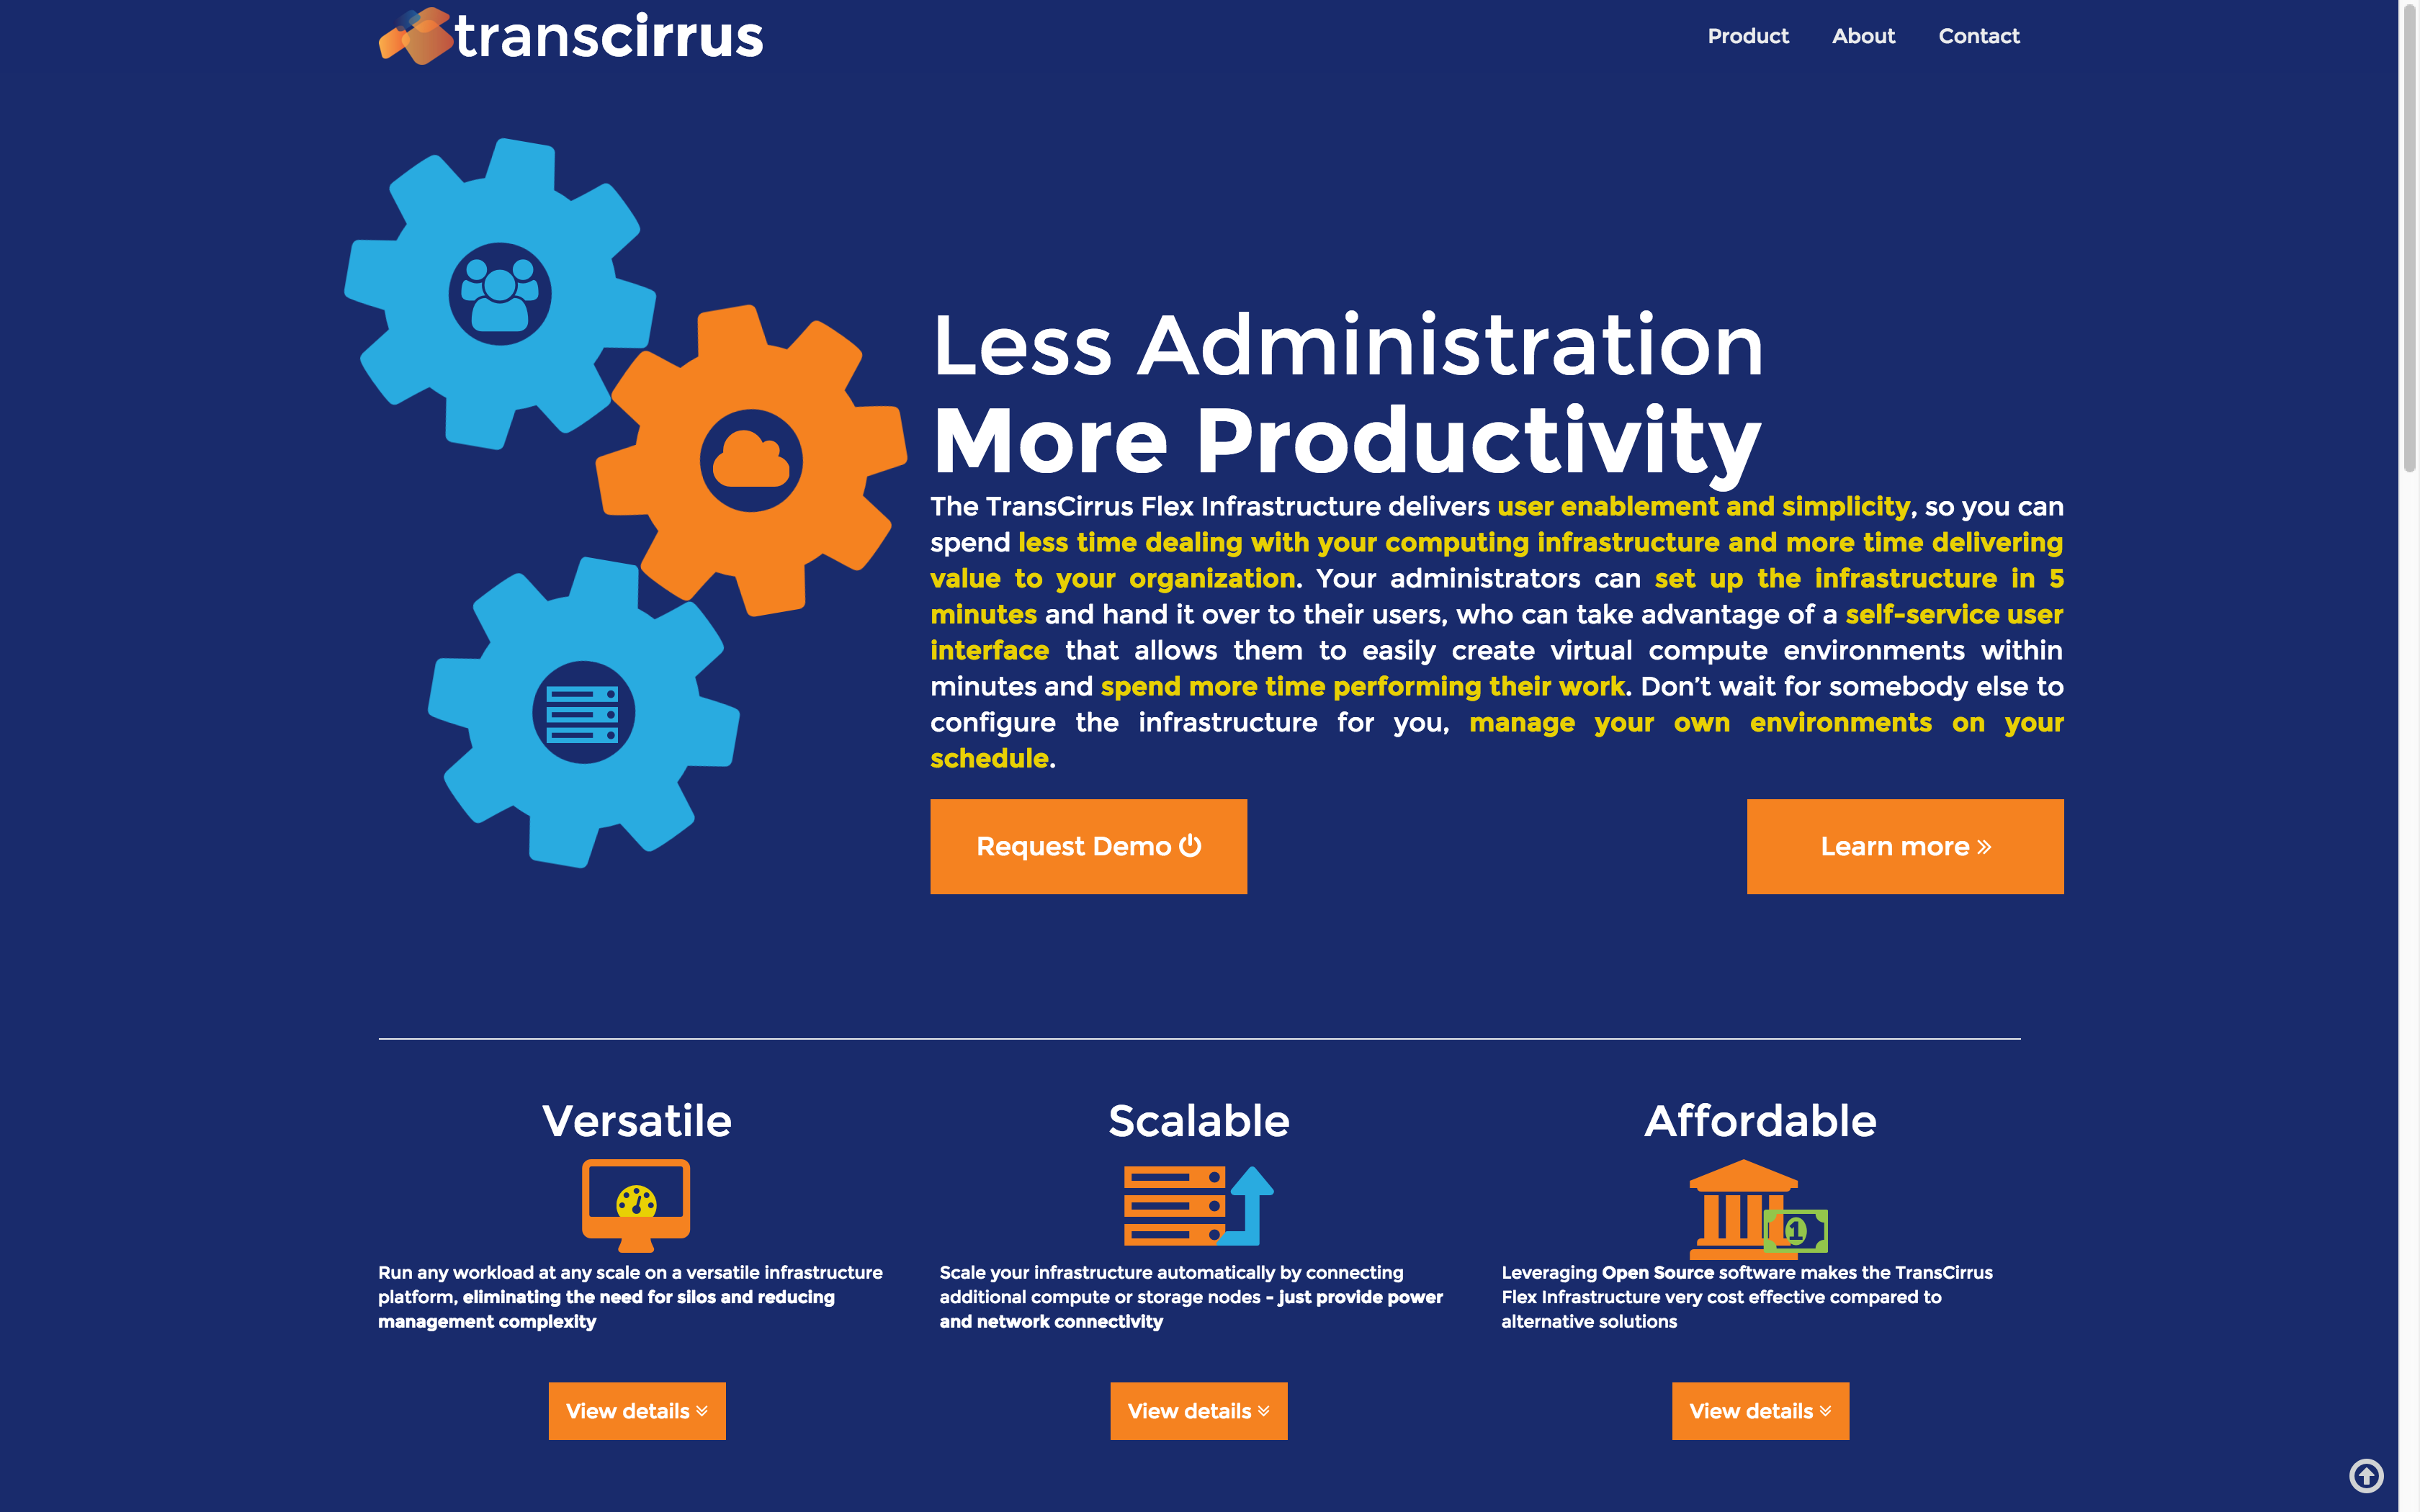 transcirrus
Product About Contact
Less Administration
More Productivity
The TransCirrus Flex Infrastructure delivers user enablement and simplicity, so you can
spend less time dealing with your computing infrastructure and more time delivering
value to your organization. Your administrators can set up the infrastructure in 5
minutes and hand it over to their users, who can take advantage of a self-service user
interface that allows them to easily create virtual compute environments within
minutes and spend more time performing their work. Don’t wait for somebody else to
configure the infrastructure for you, manage your own environments on your
schedule.
Request Demo
Learn more »
Versatile
Run any workload at any scale on a versatile infrastructure
platform, eliminating the need for silos and reducing
management complexity
View details
Scalable
Scale your infrastructure automatically by connecting
additional compute or storage nodes - just provide power
and network connectivity
View details
Affordable
1
Leveraging Open Source software makes the TransCirrus
Flex Infrastructure very cost effective compared to
alternative solutions
View details